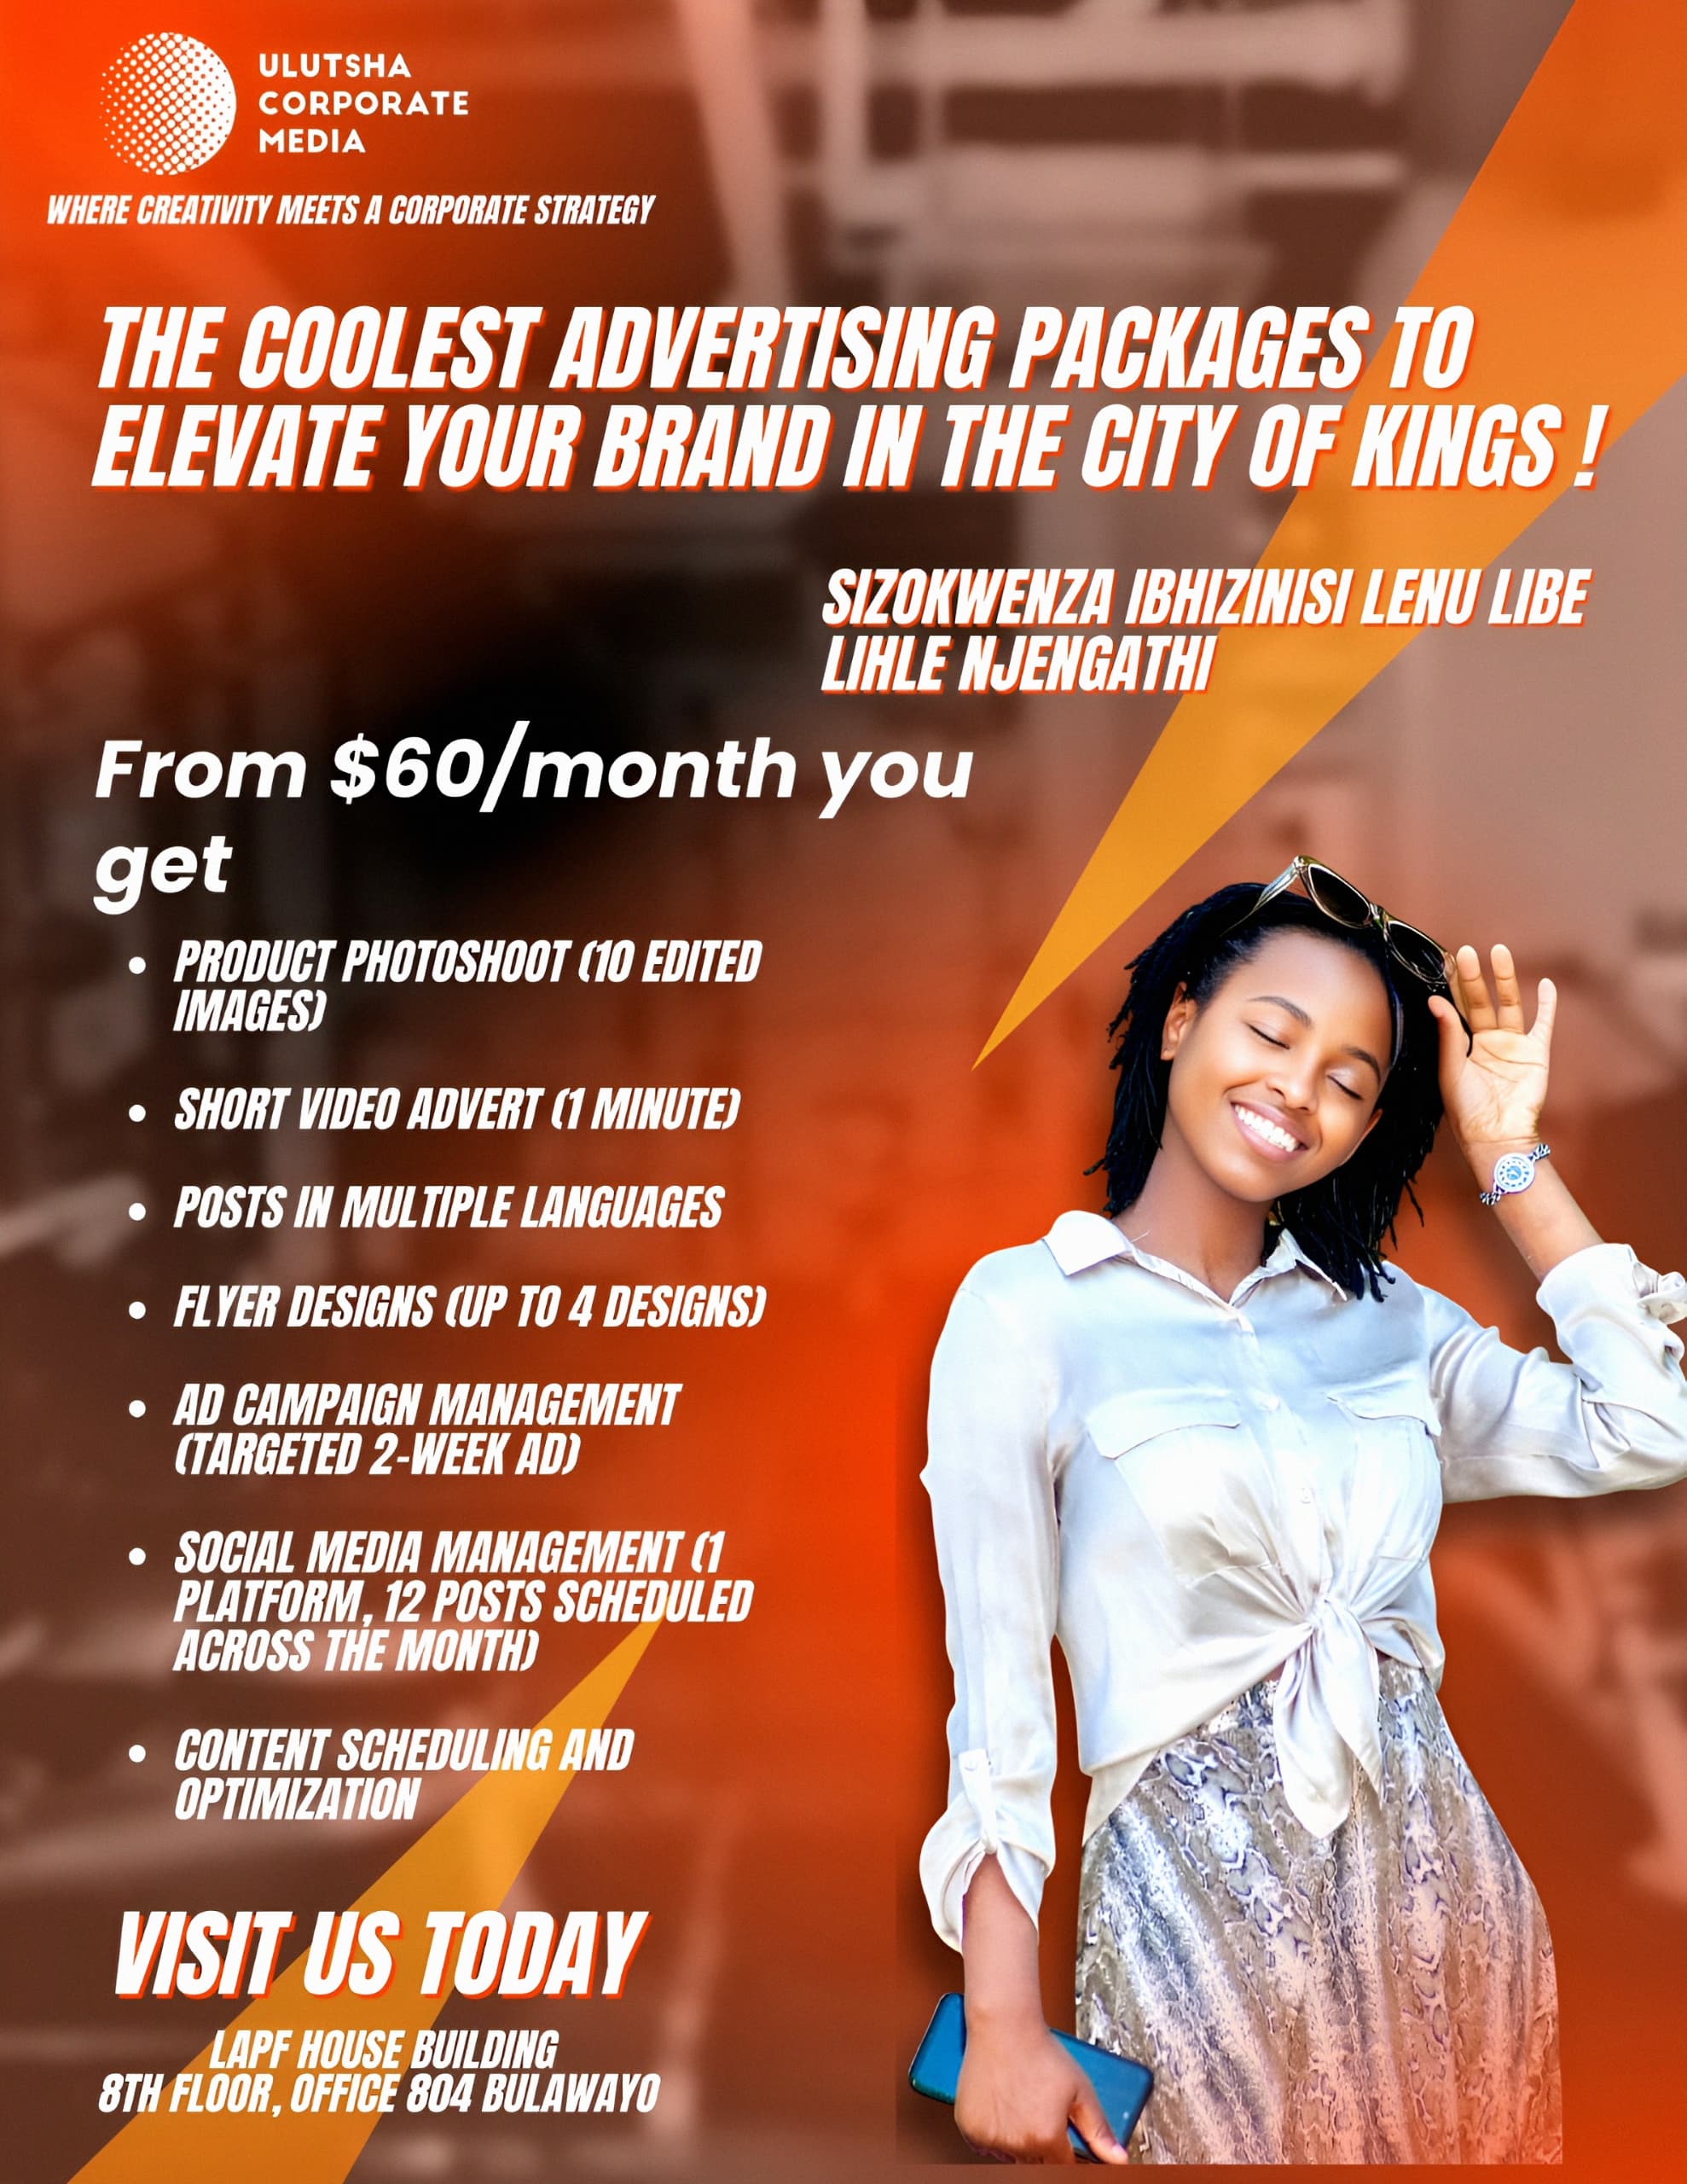 ULUTSHA
CORPORATE
MEDIA
WHERE CREATIVITY MEETS A CORPORATE STRATEGY
THE COOLEST ADVERTISING PACKAGES TO
ELEVATE YOUR BRAND IN THE CITY OF KINGS !
SIZOKWENZA IBHIZINISI LENU LIBE
LIHLE NJENGATHI
From $60/month you
get
• PRODUCT PHOTOSHOOT (10 EDITED
IMAGES)
• SHORT VIDEO ADVERT (1 MINUTE)
• POSTS IN MULTIPLE LANGUAGES
• FLYER DESIGNS (UP TO 4 DESIGNS)
• AD CAMPAIGN MANAGEMENT
(TARGETED 2-WEEK AD)
• SOCIAL MEDIA MANAGEMENT (1
PLATFORM, 12 POSTS SCHEDULED
ACROSS THE MONTH)
• CONTENT SCHEDULING AND
OPTIMIZATION
VISIT US TODAY
LAPF HOUSE BUILDING
8TH FLOOR, OFFICE 804 BULAWAYO